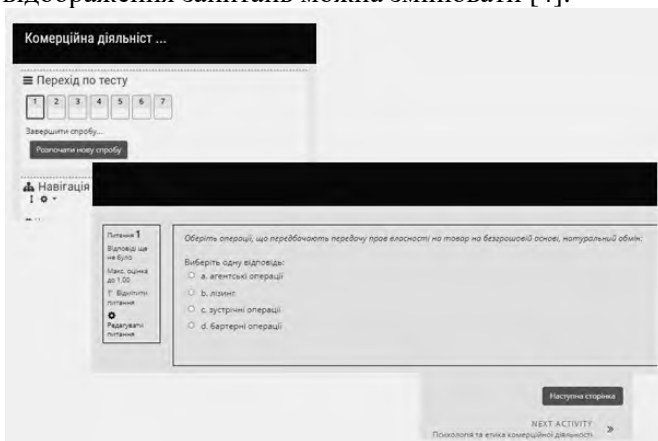 відображення запитань можна змінювати [4].
Комерційна діяльніст ...
Перехід по тесту
1 2 3 4 5 6 7
Завершити спробу...
Розпочати нову спробу
Навігація
Питання 1
Відповіді ще
не було
Макс. оцінка
до 1,00
Відмітити
питання
Редагувати
питання
Оберіть операції, що передбачають передачу прав власності на товар на безгрошовій основі, натуральний обмін:
Виберіть одну відповідь:
a. агентські операції
b. лізинг
c. зустрічні операції
d. бартерні операції
Наступна сторінка
NEXT ACTIVITY
Психологія та етика комерційної діяльності